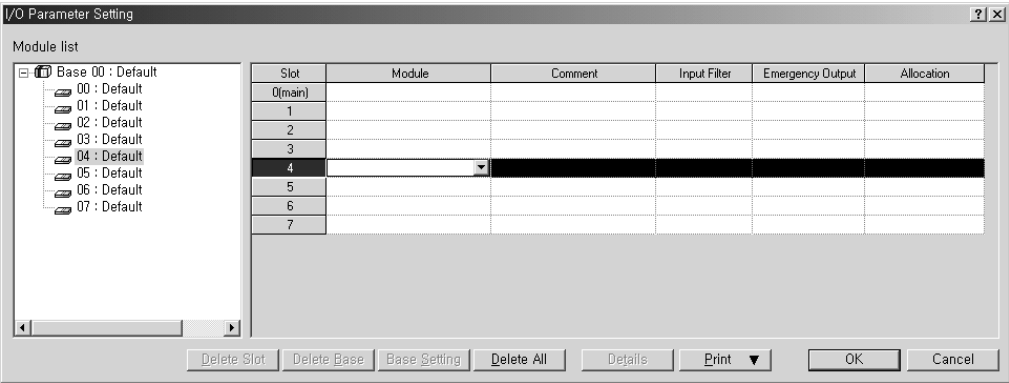 I/O Parameter Setting
Module list
Base 00 : Default
00 : Default
01 : Default
02 : Default
03 : Default
04 : Default
05 : Default
06 : Default
07 : Default
Slot Module Comment Input Filter Emergency Output Allocation
0(main)
1
2
3
4
5
6
7
Delete Slot Delete Base Base Setting Delete All Details Print ▼ OK Cancel